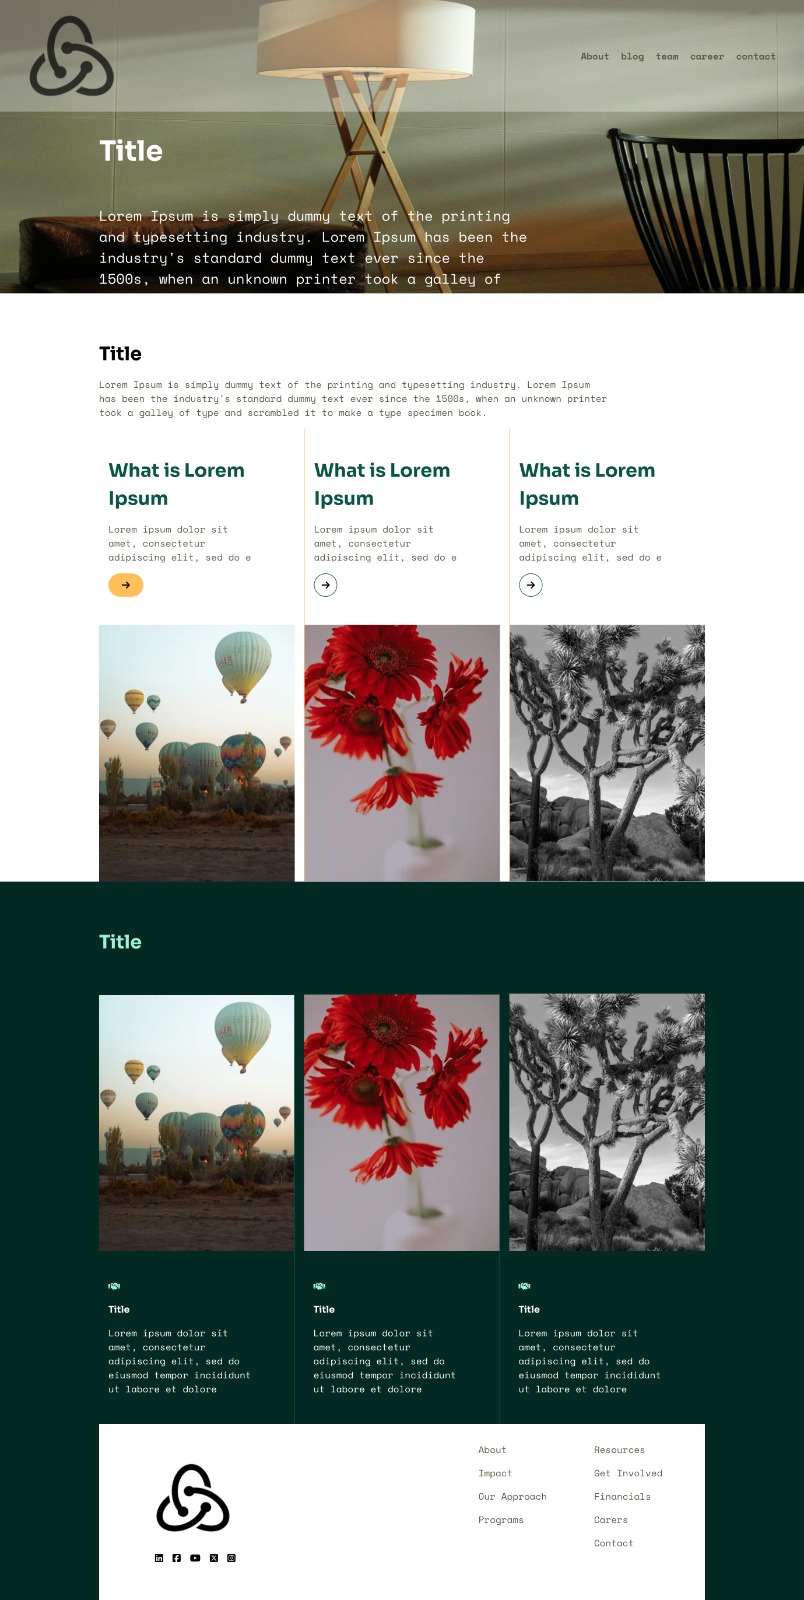 About blog team career contact
Title
Lorem Ipsum is simply dummy text of the printing
and typesetting industry. Lorem Ipsum has been the
industry's standard dummy text ever since the
1500s, when an unknown printer took a galley of
Title
Lorem Ipsum is simply dummy text of the printing and typesetting industry. Lorem Ipsum
has been the industry's standard dummy text ever since the 1500s, when an unknown printer
took a galley of type and scrambled it to make a type specimen book.
What is Lorem
Ipsum
Lorem ipsum dolor sit
amet, consectetur
adipiscing elit, sed do e
What is Lorem
Ipsum
Lorem ipsum dolor sit
amet, consectetur
adipiscing elit, sed do e
What is Lorem
Ipsum
Lorem ipsum dolor sit
amet, consectetur
adipiscing elit, sed do e
Title
Title
Lorem ipsum dolor sit
amet, consectetur
adipiscing elit, sed do
eiusmod tempor incididunt
ut labore et dolore
Title
Lorem ipsum dolor sit
amet, consectetur
adipiscing elit, sed do
eiusmod tempor incididunt
ut labore et dolore
Title
Lorem ipsum dolor sit
amet, consectetur
adipiscing elit, sed do
eiusmod tempor incididunt
ut labore et dolore
About
Impact
Our Approach
Programs
Resources
Get Involved
Financials
Carers
Contact